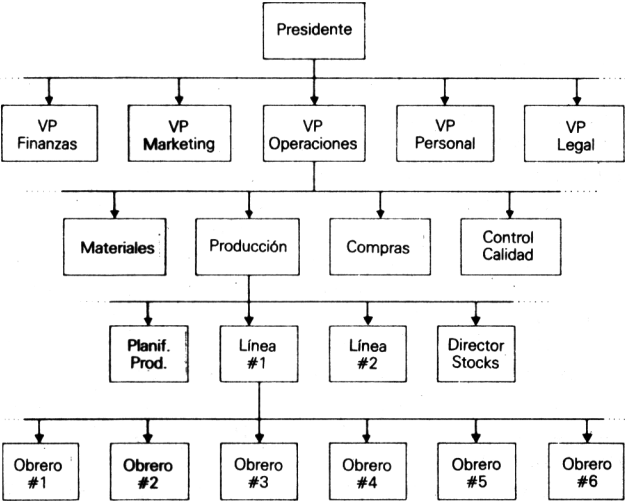 Presidente
VP
Finanzas
VP
Marketing
VP
Operaciones
VP
Personal
VP
Legal
Materiales
Producción
Compras
Control
Calidad
Planif.
Prod.
Línea
#1
Línea
#2
Director
Stocks
Obrero
#1
Obrero
#2
Obrero
#3
Obrero
#4
Obrero
#5
Obrero
#6